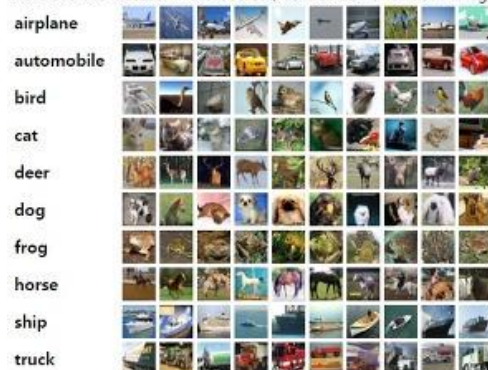 airplane
automobile
bird
cat
deer
dog
frog
horse
ship
truck